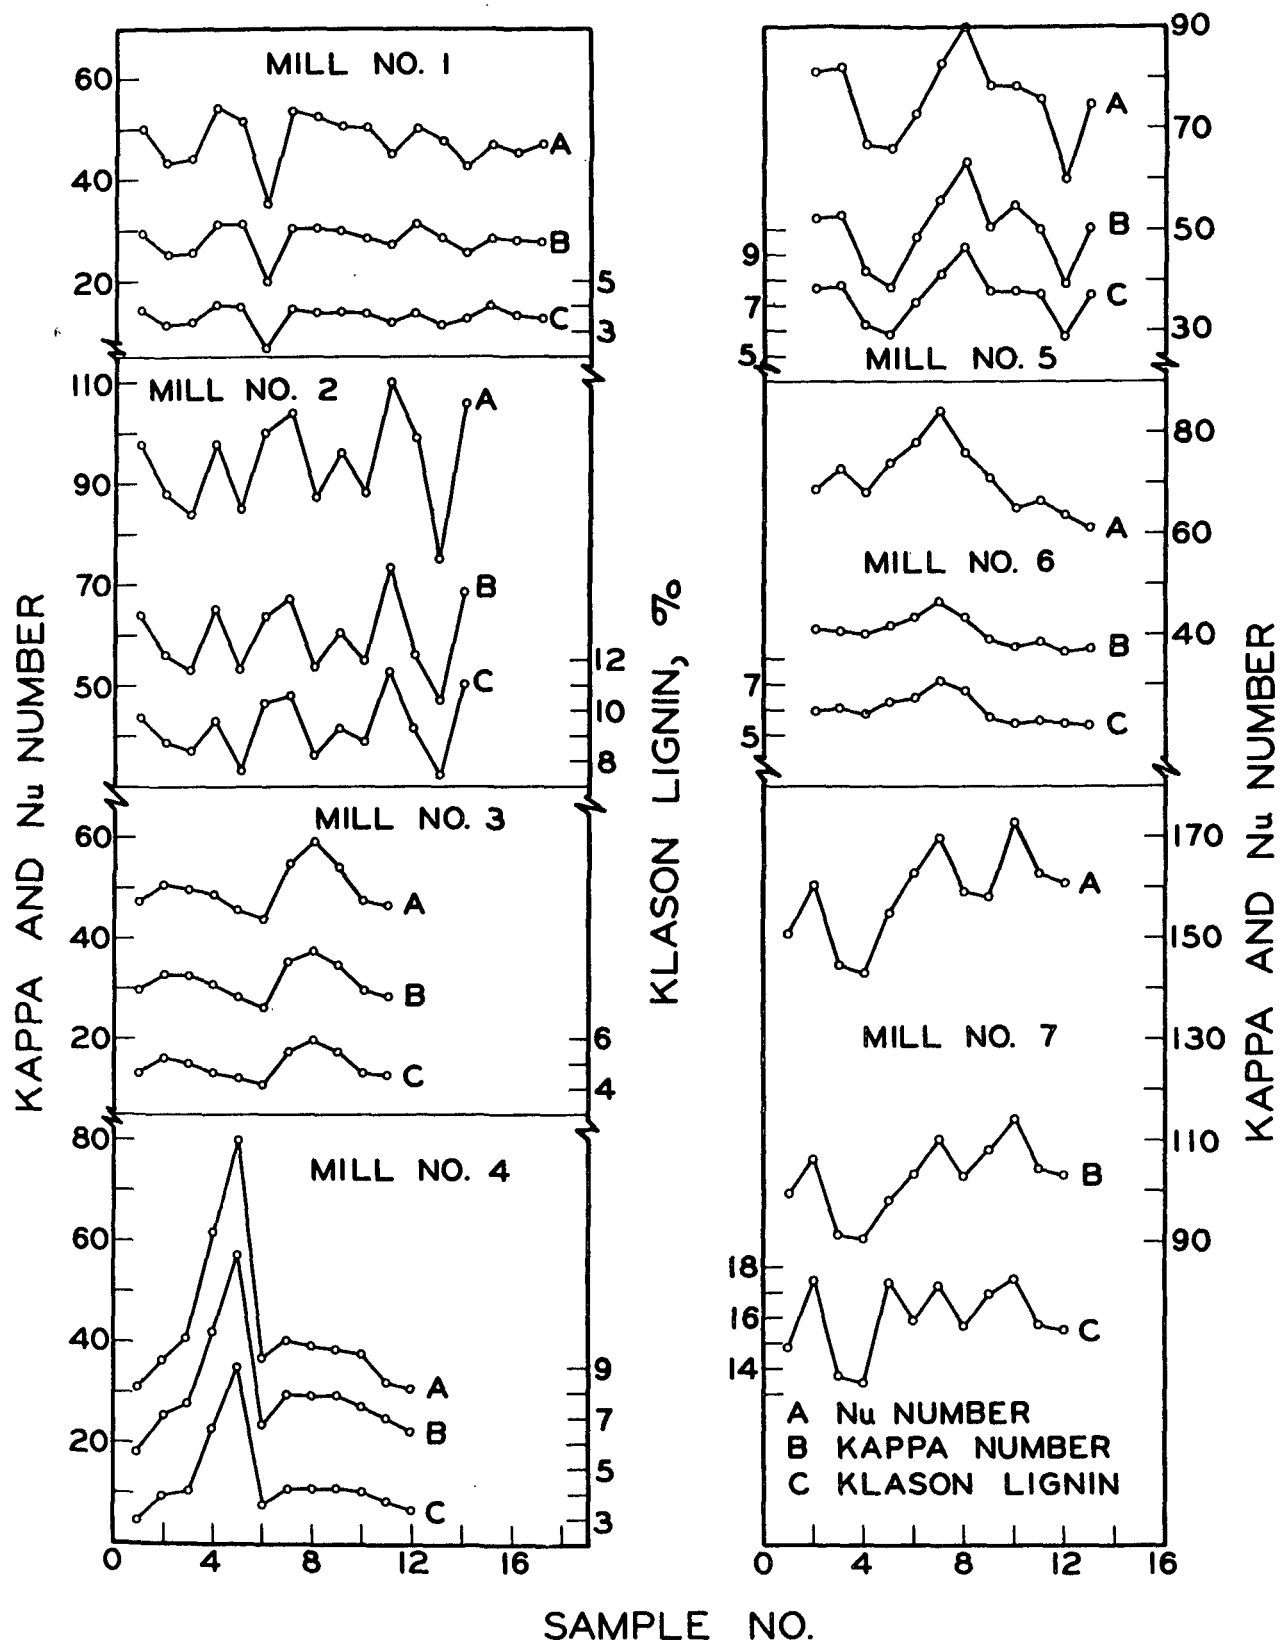 MILL NO. 1
60
40
20
A
B
C
5
3
MILL NO. 2
110
90
70
50
A
B
C
12
10
8
MILL NO. 3
60
40
20
A
B
C
6
4
MILL NO. 4
80
60
40
20
A
B
C
9
7
5
3
0 4 8 12 16
KAPPA AND Nu NUMBER
KLASON LIGNIN, %
90
70
50
30
A
B
C
9
7
5
MILL NO. 5
80
60
40
A
MILL NO. 6
B
C
7
5
170
150
130
110
90
A
MILL NO. 7
B
C
18
16
14
A Nu NUMBER
B KAPPA NUMBER
C KLASON LIGNIN
0 4 8 12 16
KAPPA AND Nu NUMBER
SAMPLE NO.